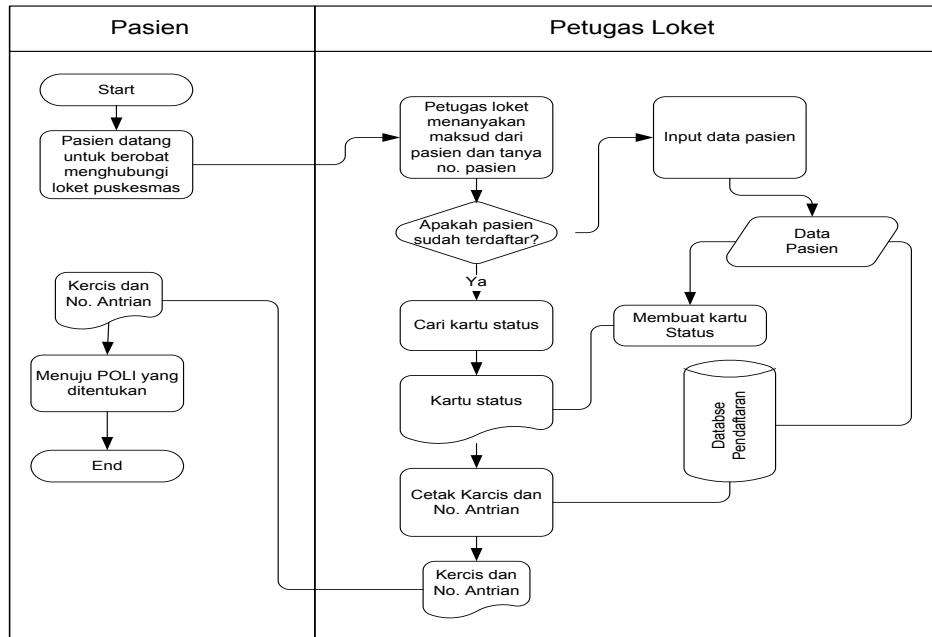 Pasien
Petugas Loket
Start
Pasien datang
untuk berobat
menghubungi
loket puskesmas
Petugas loket
menanyakan
maksud dari
pasien dan tanya
no. pasien
Input data pasien
Apakah pasien
sudah terdaftar?
Data
Pasien
Ya
Kercis dan
No. Antrian
Cari kartu status
Membuat kartu
Status
Menuju POLI yang
ditentukan
Kartu status
Databse
Pendaftaran
End
Cetak Karcis dan
No. Antrian
Kercis dan
No. Antrian